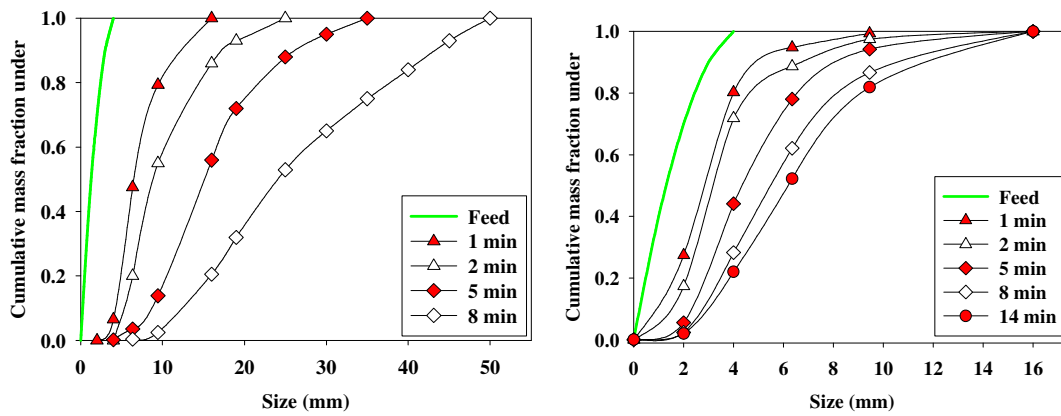 1.0
0.8
0.6
0.4
0.2
0.0
Cumulative mass fraction under
0 10 20 30 40 50
Size (mm)
Feed
1 min
2 min
5 min
8 min
1.0
0.8
0.6
0.4
0.2
0.0
Cumulative mass fraction under
0 2 4 6 8 10 12 14 16
Size (mm)
Feed
1 min
2 min
5 min
8 min
14 min